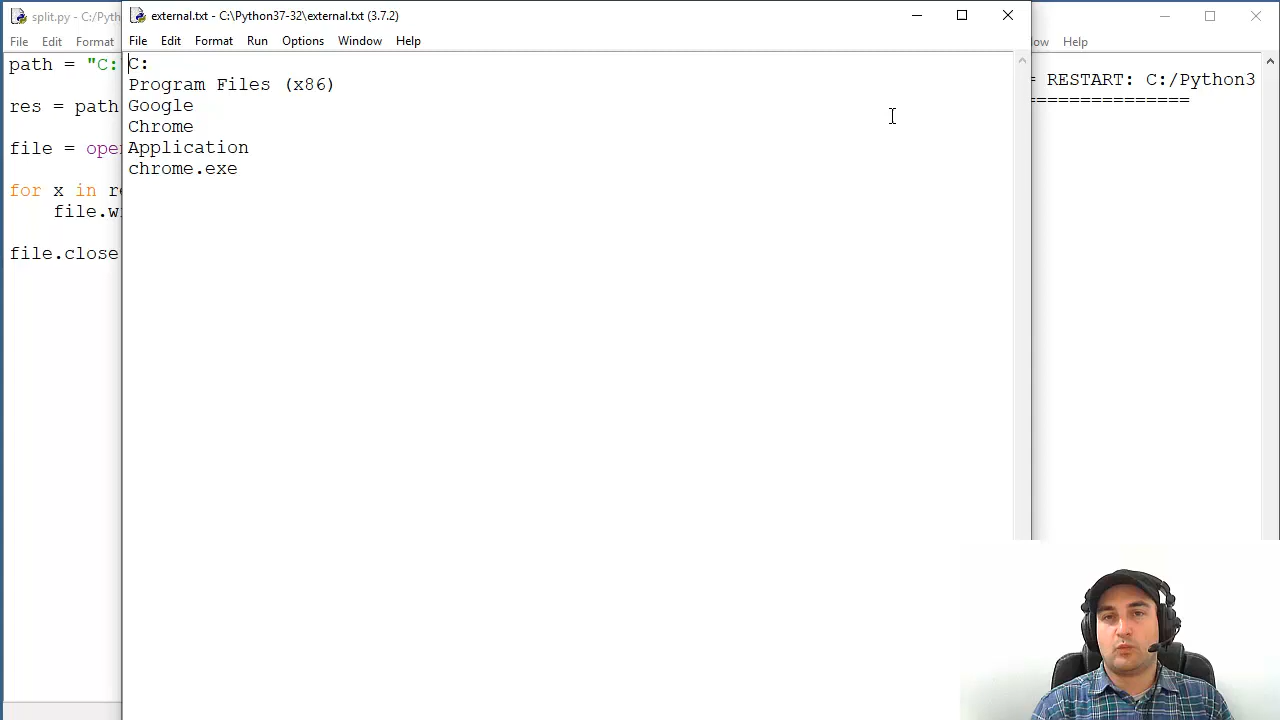 split.py - C:/Pyth
File Edit Format
path = "C:
res = path
file = ope
for x in re
file.w
file.close
external.txt - C:\Python37-32\external.txt (3.7.2)
File Edit Format Run Options Window Help
C:
Program Files (x86)
Google
Chrome
Application
chrome.exe
ow Help
= RESTART: C:/Python3
===============